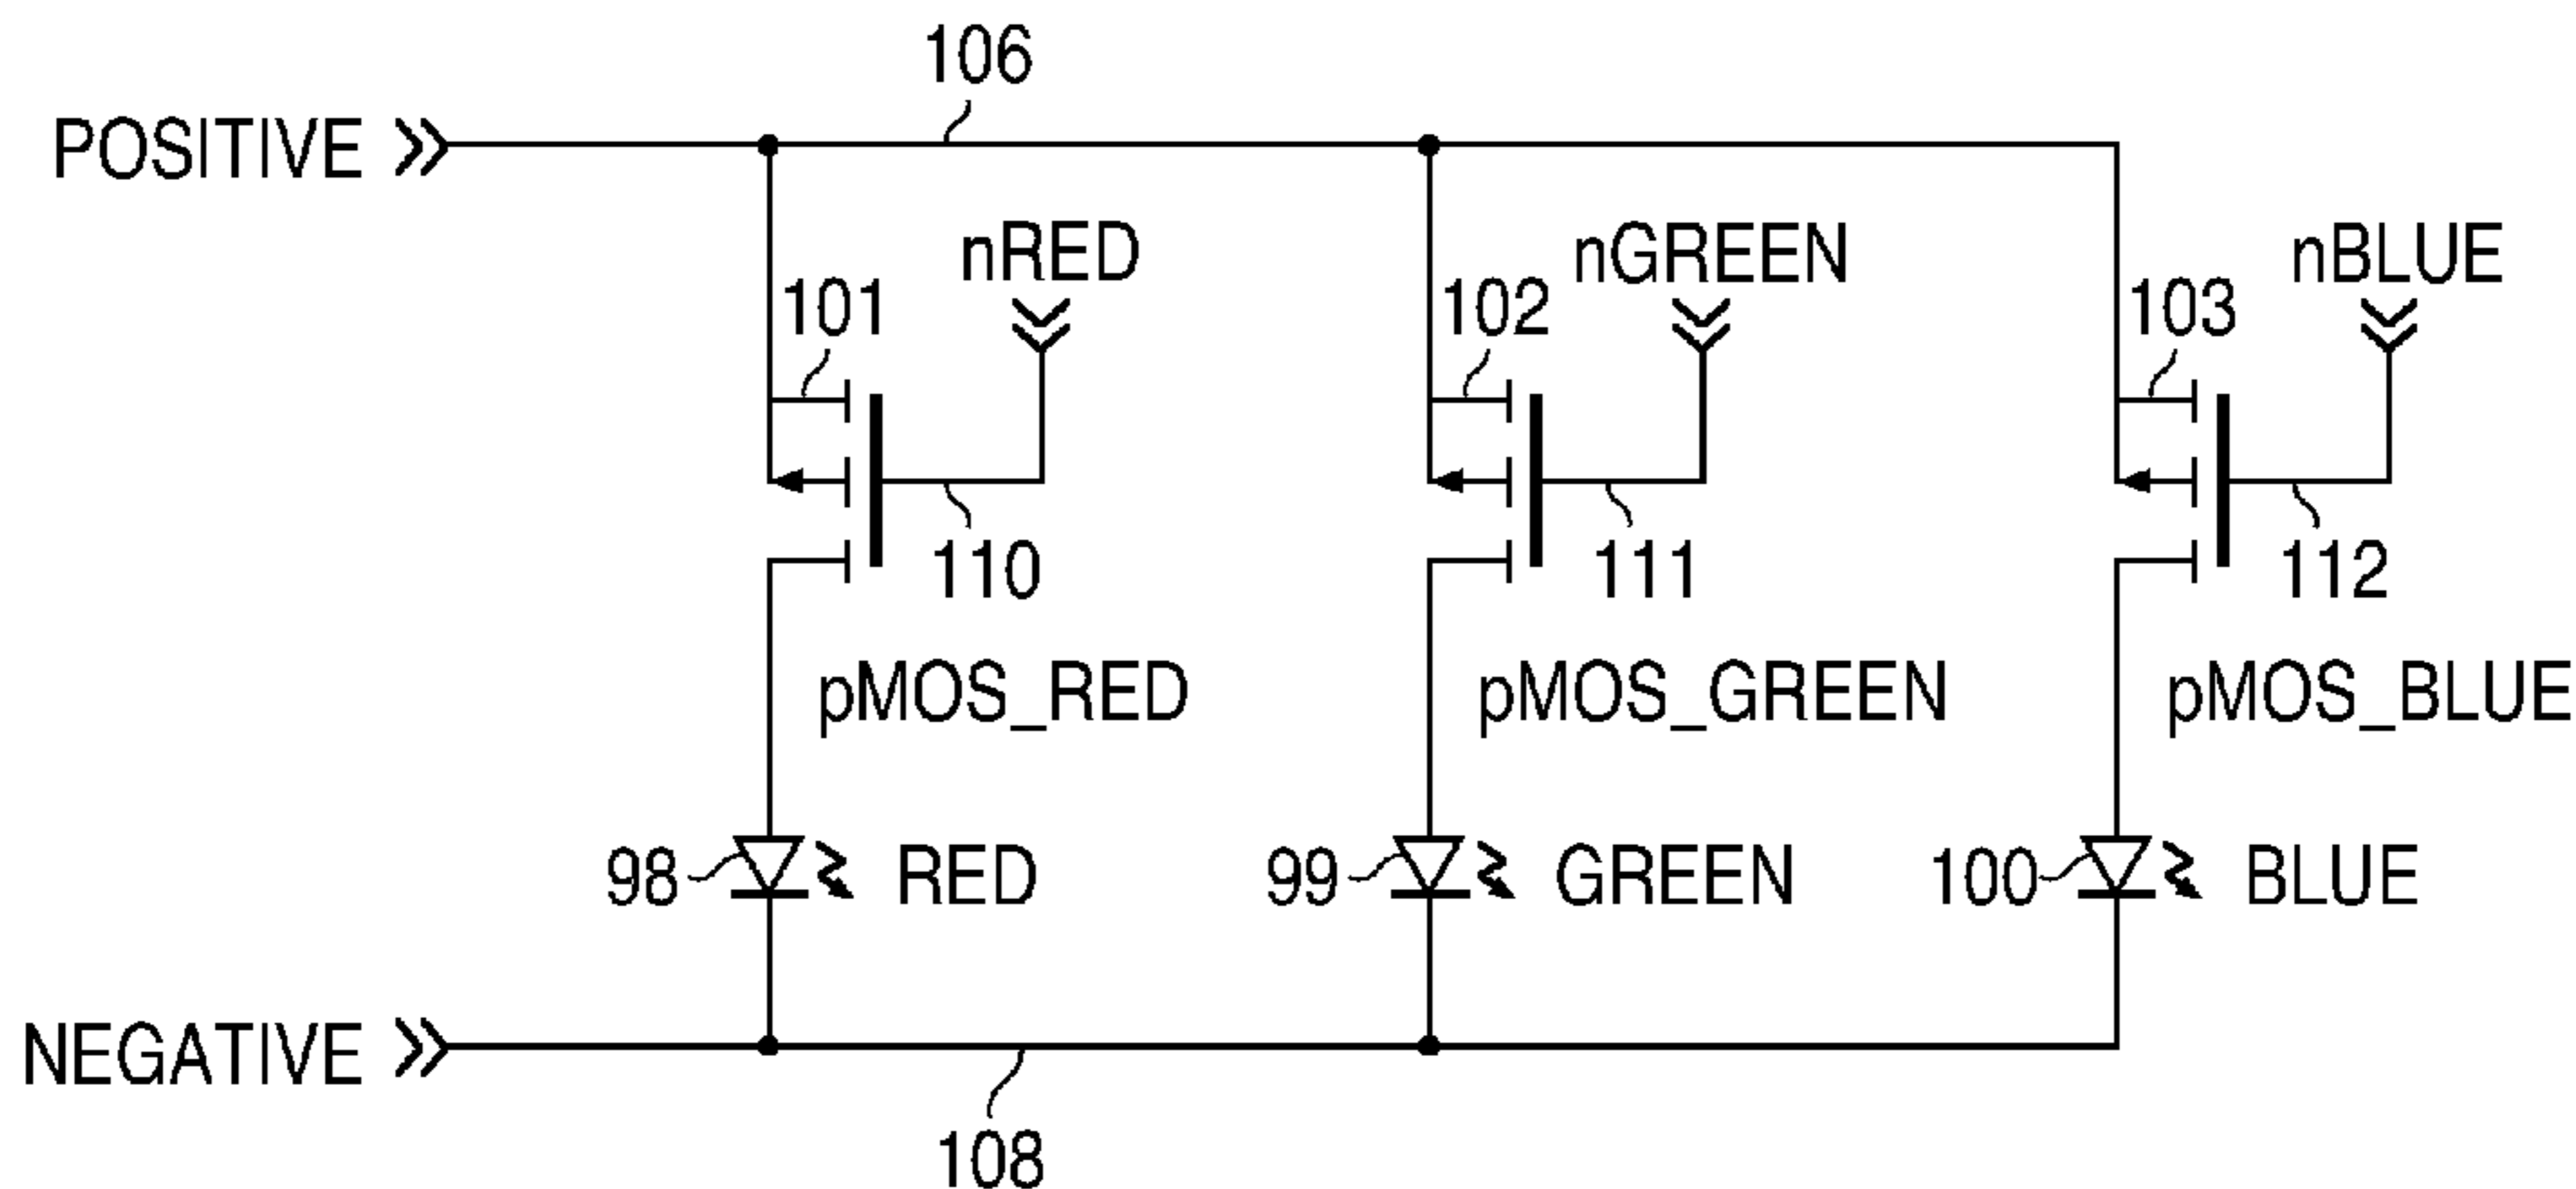 106
POSITIVE
nRED
nGREEN
nBLUE
101
102
103
110
111
112
pMOS_RED
pMOS_GREEN
pMOS_BLUE
98
RED
99
GREEN
100
BLUE
NEGATIVE
108